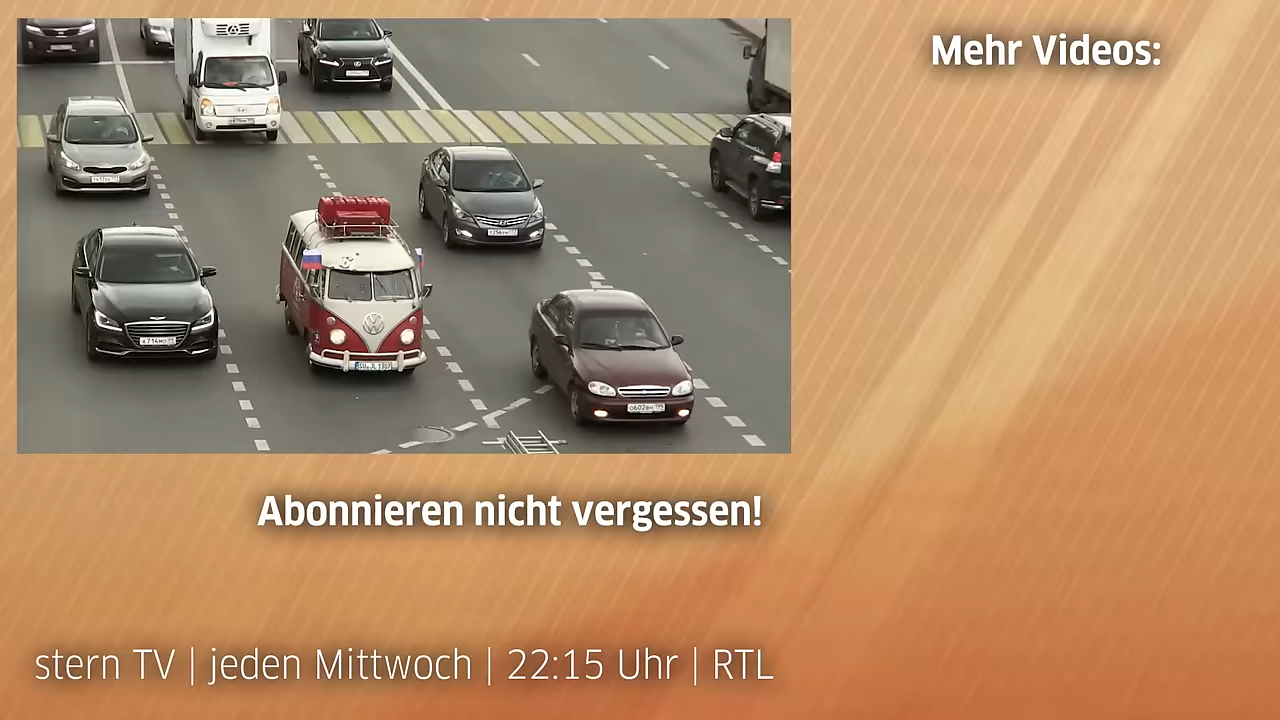 Mehr Videos:
Abonnieren nicht vergessen!
stern TV | jeden Mittwoch | 22:15 Uhr | RTL